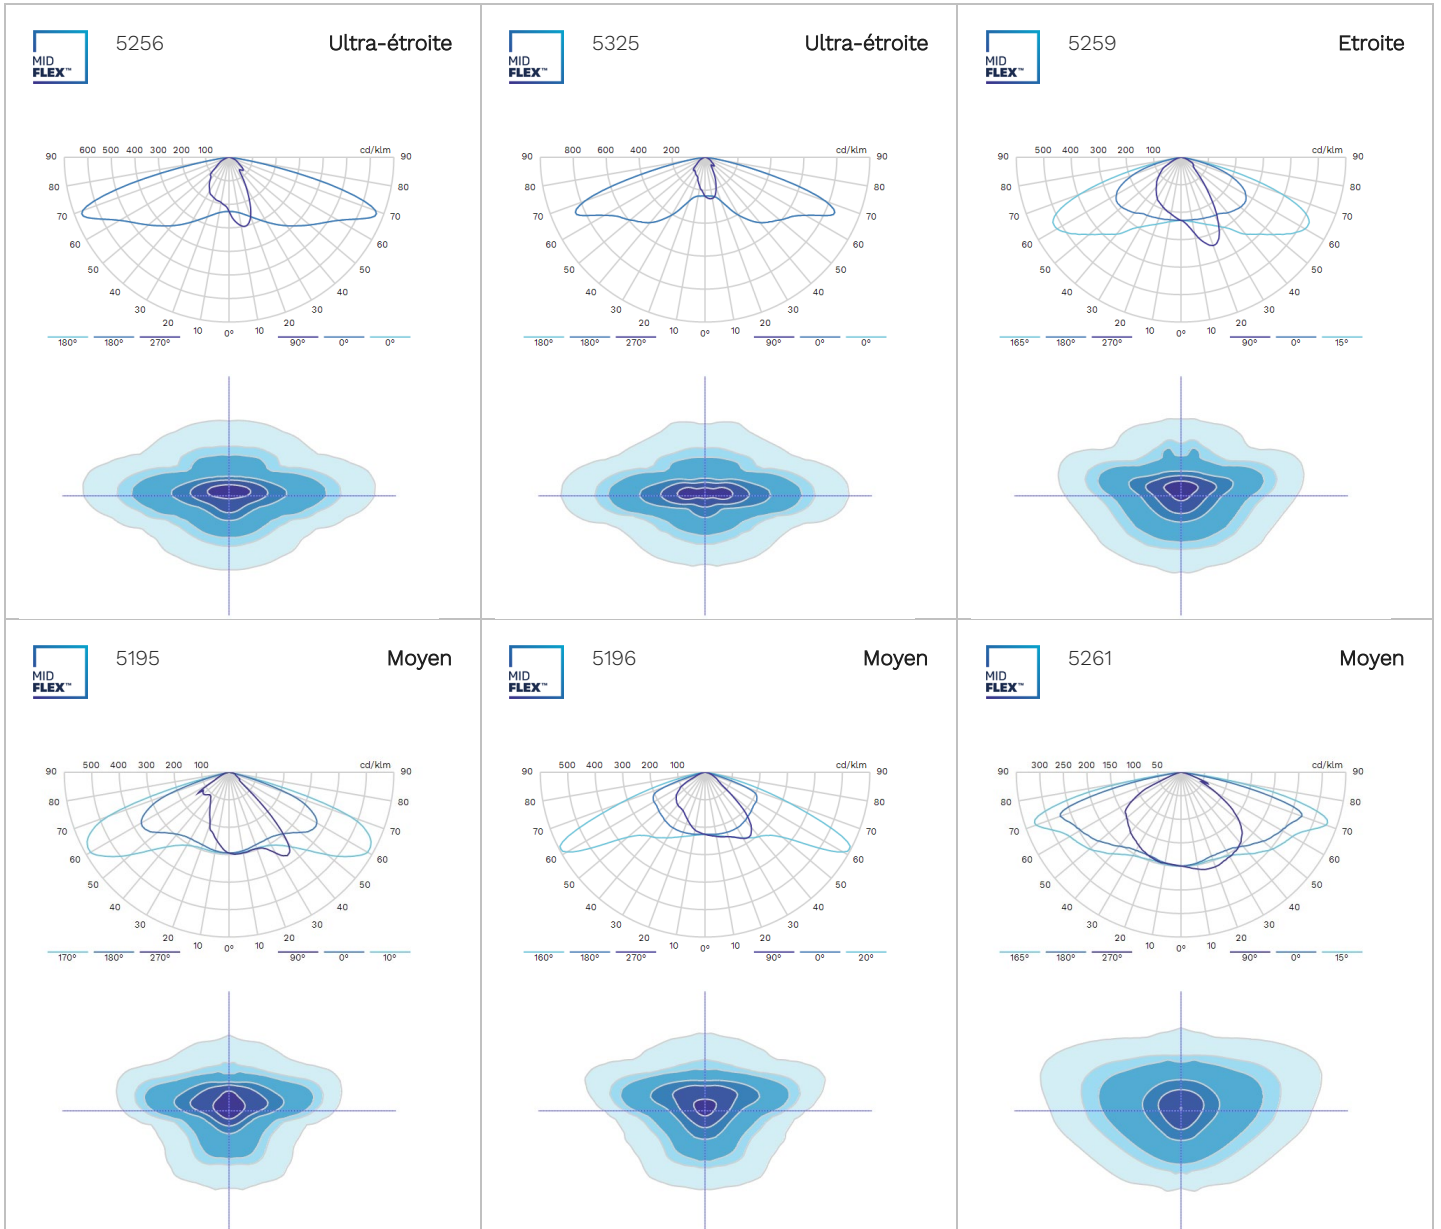 MID
FLEX™
5256
Ultra-étroite
90 600 500 400 300 200 100 cd/klm 90
80 80
70 70
60 60
50 50
40 40
30 30
20 10 0° 10 20
180° 180° 270° 90° 0° 0°
MID
FLEX™
5325
Ultra-étroite
90 800 600 400 200 cd/klm 90
80 80
70 70
60 60
50 50
40 40
30 30
20 10 0° 10 20
180° 180° 270° 90° 0° 0°
MID
FLEX™
5259
Etroite
90 500 400 300 200 100 cd/klm 90
80 80
70 70
60 60
50 50
40 40
30 30
20 10 0° 10 20
165° 180° 270° 90° 0° 15°
MID
FLEX™
5195
Moyen
90 500 400 300 200 100 cd/klm 90
80 80
70 70
60 60
50 50
40 40
30 30
20 10 0° 10 20
170° 180° 270° 90° 0° 10°
MID
FLEX™
5196
Moyen
90 500 400 300 200 100 cd/klm 90
80 80
70 70
60 60
50 50
40 40
30 30
20 10 0° 10 20
160° 180° 270° 90° 0° 20°
MID
FLEX™
5261
Moyen
90 300 250 200 150 100 50 cd/klm 90
80 80
70 70
60 60
50 50
40 40
30 30
20 10 0° 10 20
165° 180° 270° 90° 0° 15°